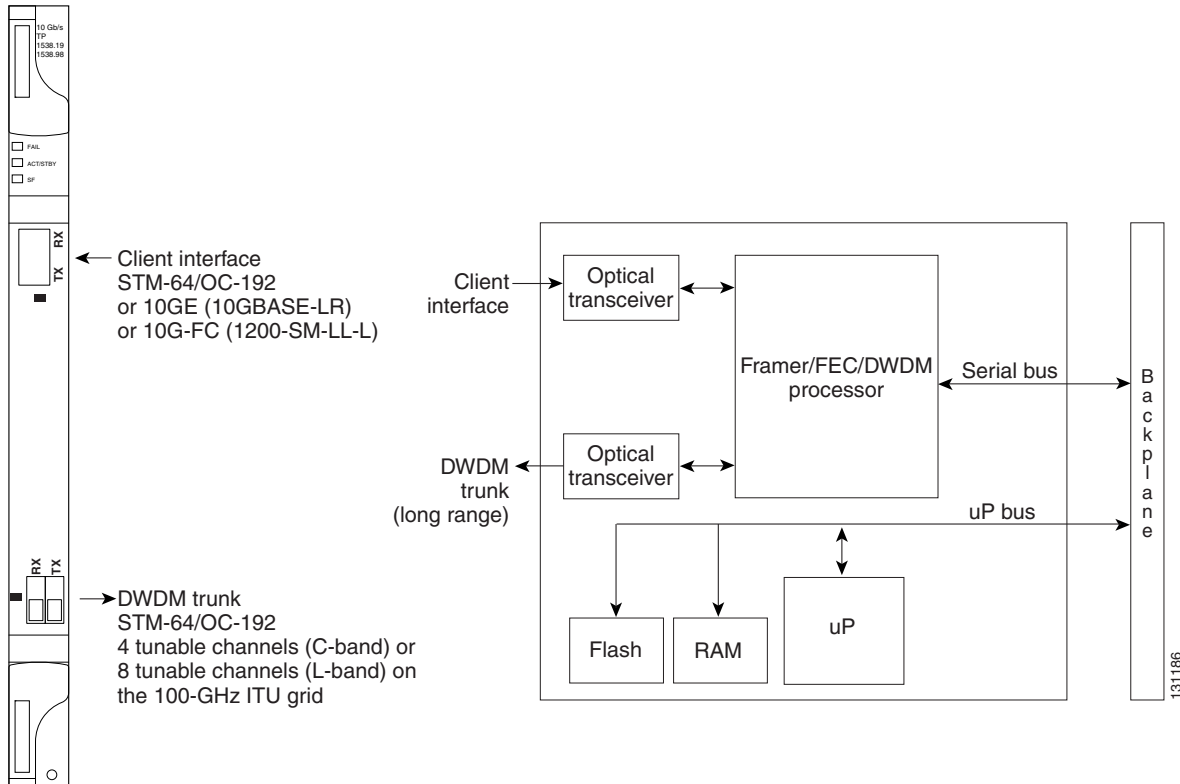 10 Gb/s
TP
1538.19
1538.98
FAIL
ACT/STBY
SF
RX
TX
Client interface
STM-64/OC-192
or 10GE (10GBASE-LR)
or 10G-FC (1200-SM-LL-L)
RX
TX
DWDM trunk
STM-64/OC-192
4 tunable channels (C-band) or
8 tunable channels (L-band) on
the 100-GHz ITU grid
Client
interface
Optical
transceiver
Framer/FEC/DWDM
processor
Serial bus
DWDM
trunk
(long range)
Optical
transceiver
uP bus
Flash
RAM
uP
Backplane
131186